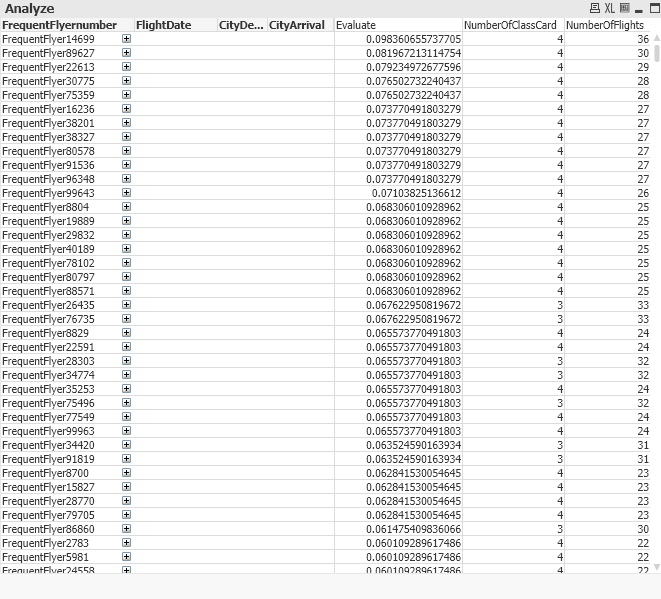 Analyze XL
FrequentFlyernumber FlightDate CityDe... CityArrival Evaluate NumberOfClassCard NumberOfFlights
FrequentFlyer14699 0.098360655737705 4 36
FrequentFlyer89627 0.081967213114754 4 30
FrequentFlyer22613 0.079234972677596 4 29
FrequentFlyer30775 0.076502732240437 4 28
FrequentFlyer75359 0.076502732240437 4 28
FrequentFlyer16236 0.073770491803279 4 27
FrequentFlyer38201 0.073770491803279 4 27
FrequentFlyer38327 0.073770491803279 4 27
FrequentFlyer80578 0.073770491803279 4 27
FrequentFlyer91536 0.073770491803279 4 27
FrequentFlyer96348 0.073770491803279 4 27
FrequentFlyer99643 0.07103825136612 4 26
FrequentFlyer8804 0.068306010928962 4 25
FrequentFlyer19889 0.068306010928962 4 25
FrequentFlyer29832 0.068306010928962 4 25
FrequentFlyer40189 0.068306010928962 4 25
FrequentFlyer78102 0.068306010928962 4 25
FrequentFlyer80797 0.068306010928962 4 25
FrequentFlyer88571 0.068306010928962 4 25
FrequentFlyer26435 0.067622950819672 3 33
FrequentFlyer76735 0.067622950819672 3 33
FrequentFlyer8829 0.065573770491803 4 24
FrequentFlyer22591 0.065573770491803 4 24
FrequentFlyer28303 0.065573770491803 3 32
FrequentFlyer34774 0.065573770491803 3 32
FrequentFlyer35253 0.065573770491803 4 24
FrequentFlyer75496 0.065573770491803 3 32
FrequentFlyer77549 0.065573770491803 4 24
FrequentFlyer99963 0.065573770491803 4 24
FrequentFlyer34420 0.063524590163934 3 31
FrequentFlyer91819 0.063524590163934 3 31
FrequentFlyer8700 0.062841530054645 4 23
FrequentFlyer15827 0.062841530054645 4 23
FrequentFlyer28770 0.062841530054645 4 23
FrequentFlyer79705 0.062841530054645 4 23
FrequentFlyer86860 0.061475409836066 3 30
FrequentFlyer2783 0.060109289617486 4 22
FrequentFlyer5981 0.060109289617486 4 22
FrequentFlyer24558 0.060109289617486 4 22